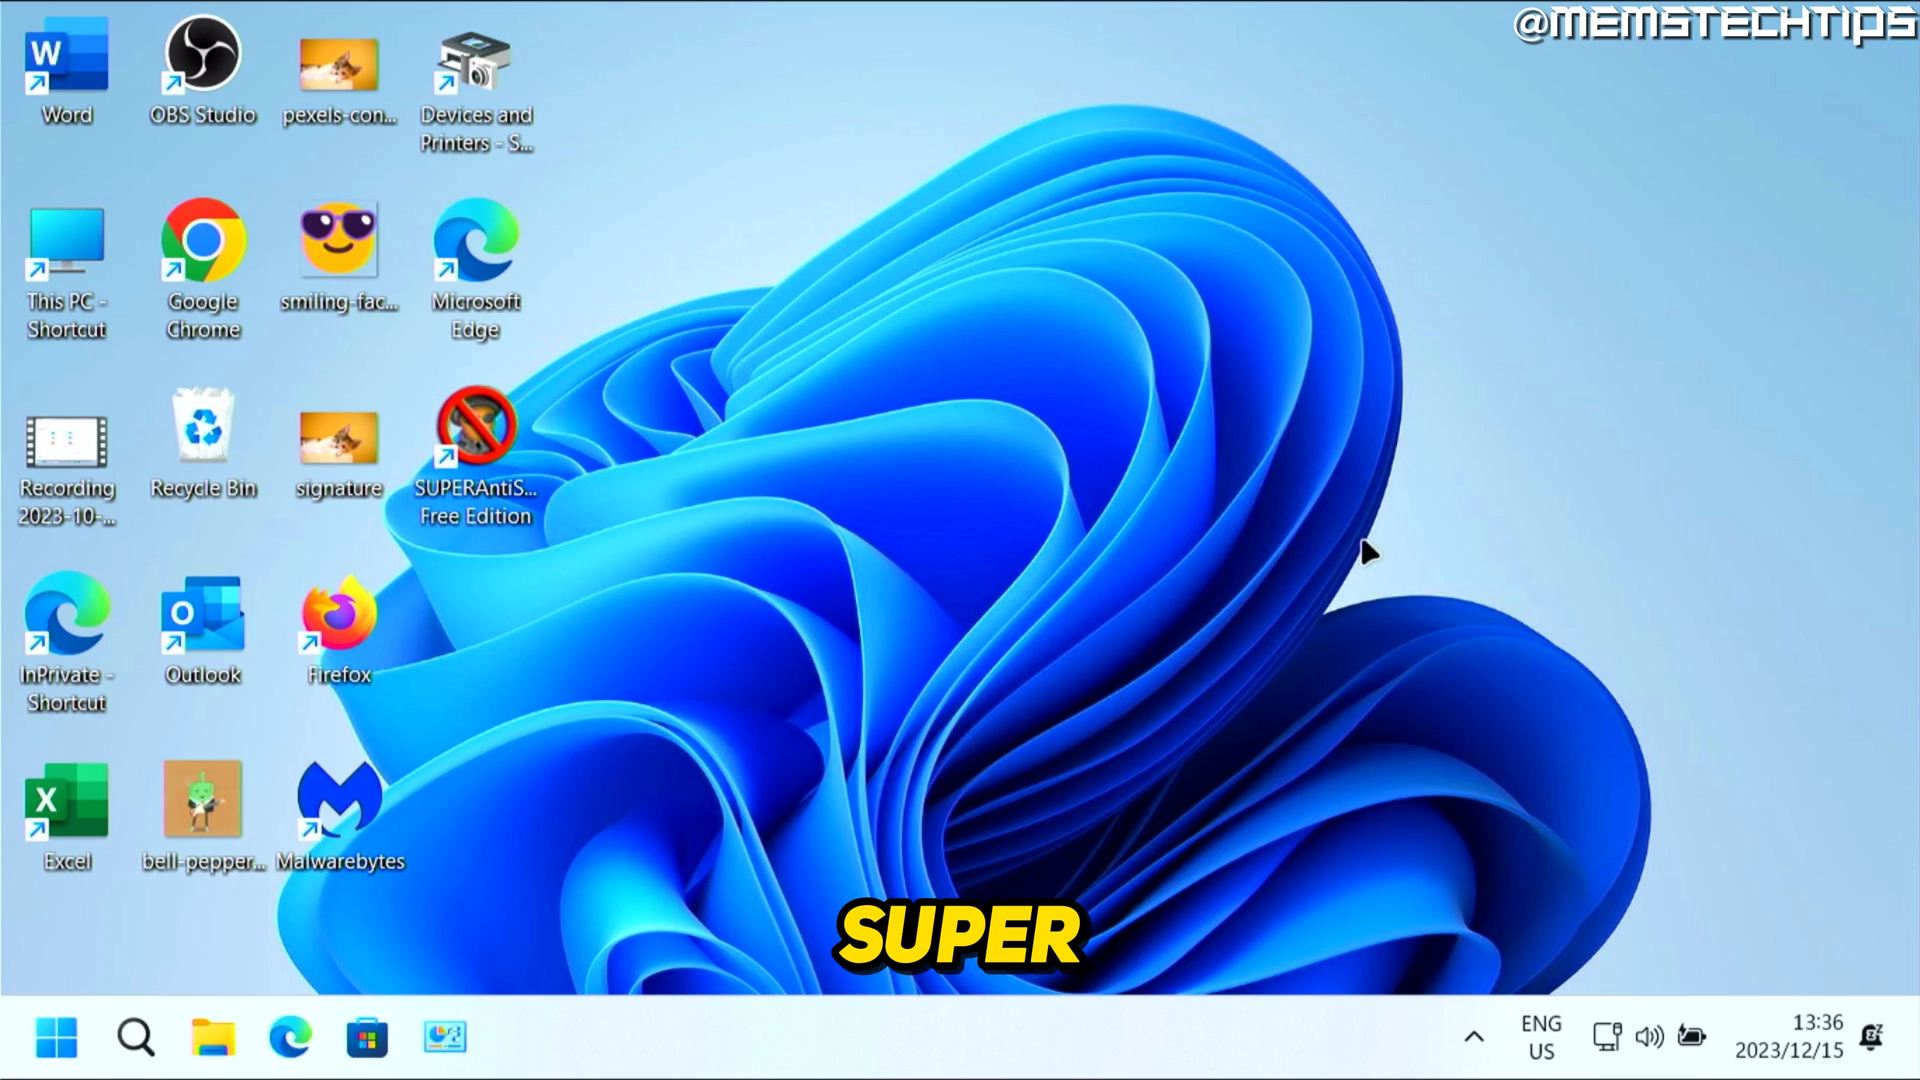 @MEMSTECHTIPS
W
Word
OBS Studio
pexels-con...
Devices and
Printers - S...
This PC -
Shortcut
Google
Chrome
smiling-fac...
Microsoft
Edge
Recording
2023-10-...
Recycle Bin
signature
SUPERAntiS...
Free Edition
InPrivate -
Shortcut
O
Outlook
Firefox
X
Excel
bell-pepper...
Malwarebytes
SUPER
ENG
US
13:36
2023/12/15